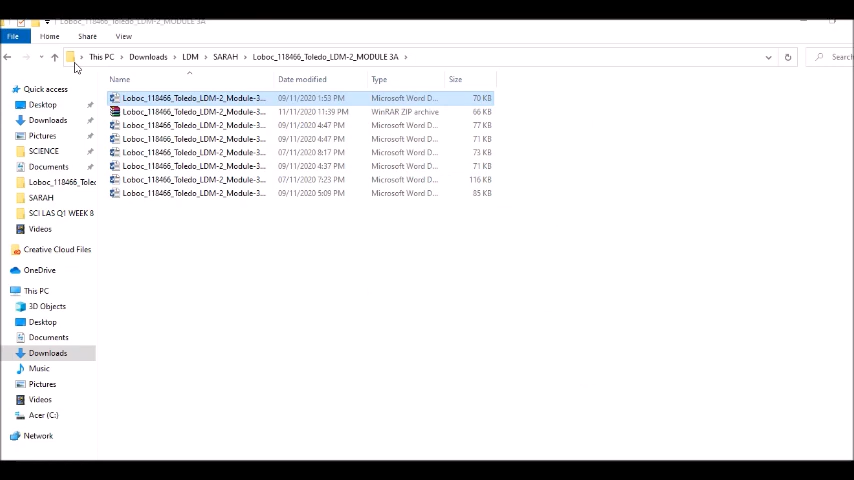 Loboc_118466_Toledo_LDM-2_MODULE 3A
File Home Share View
This PC > Downloads > LDM > SARAH > Loboc_118466_Toledo_LDM-2_MODULE 3A > Search
Name Date modified Type Size
Quick access
Desktop
Downloads
Pictures
SCIENCE
Documents
Loboc_118466_Toled
SARAH
SCI LAS Q1 WEEK 8
Videos
Creative Cloud Files
OneDrive
This PC
3D Objects
Desktop
Documents
Downloads
Music
Pictures
Videos
Acer (C:)
Network
Loboc_118466_Toledo_LDM-2_Module-3... 09/11/2020 1:53 PM Microsoft Word D... 70 KB
Loboc_118466_Toledo_LDM-2_Module-3... 11/11/2020 11:39 PM WinRAR ZIP archive 66 KB
Loboc_118466_Toledo_LDM-2_Module-3... 09/11/2020 4:47 PM Microsoft Word D... 77 KB
Loboc_118466_Toledo_LDM-2_Module-3... 09/11/2020 4:47 PM Microsoft Word D... 71 KB
Loboc_118466_Toledo_LDM-2_Module-3... 09/11/2020 8:17 PM Microsoft Word D... 73 KB
Loboc_118466_Toledo_LDM-2_Module-3... 09/11/2020 4:37 PM Microsoft Word D... 71 KB
Loboc_118466_Toledo_LDM-2_Module-3... 07/11/2020 7:23 PM Microsoft Word D... 116 KB
Loboc_118466_Toledo_LDM-2_Module-3... 09/11/2020 5:09 PM Microsoft Word D... 85 KB